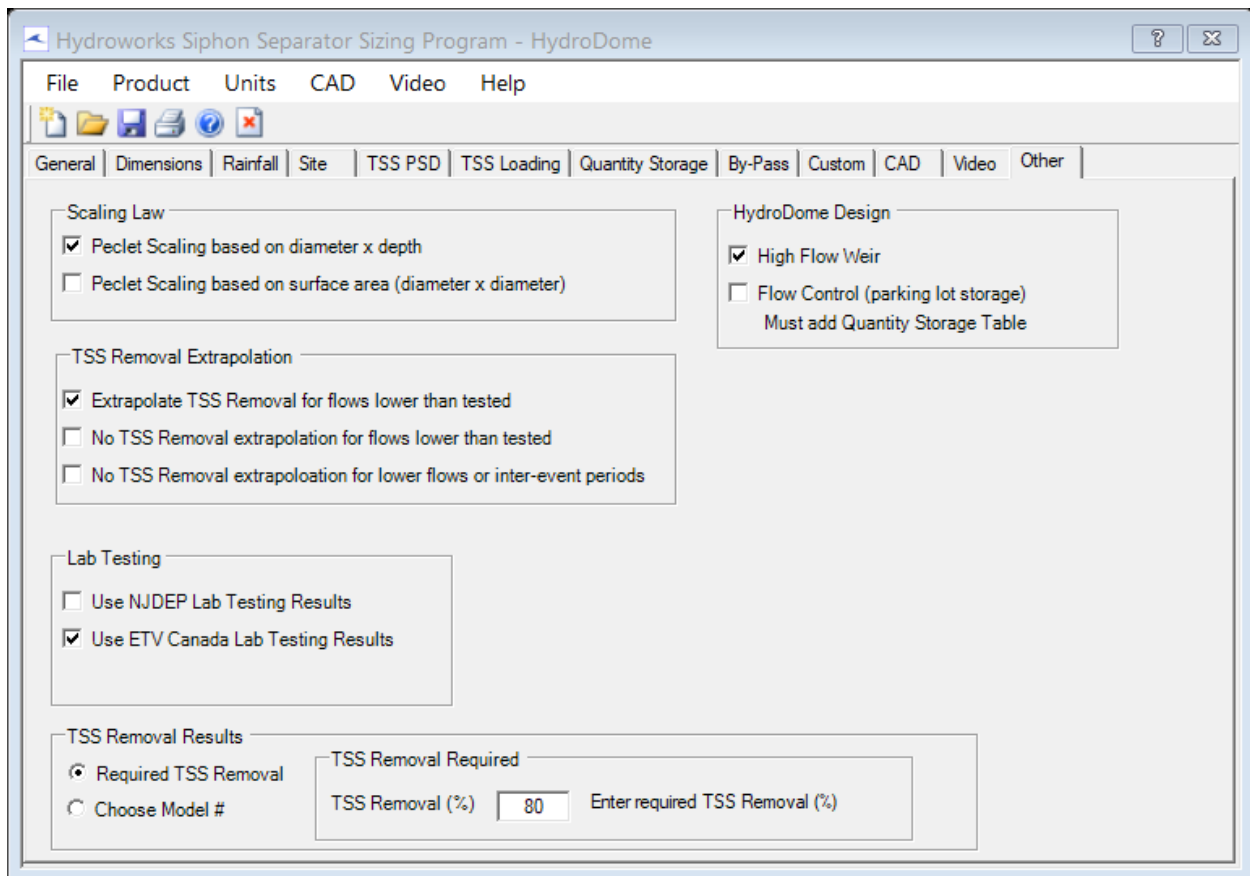 Hydroworks Siphon Separator Sizing Program - HydroDome
File Product Units CAD Video Help
General Dimensions Rainfall Site TSS PSD TSS Loading Quantity Storage By-Pass Custom CAD Video Other
Scaling Law
Peclet Scaling based on diameter x depth
Peclet Scaling based on surface area (diameter x diameter)
HydroDome Design
High Flow Weir
Flow Control (parking lot storage)
Must add Quantity Storage Table
TSS Removal Extrapolation
Extrapolate TSS Removal for flows lower than tested
No TSS Removal extrapolation for flows lower than tested
No TSS Removal extrapoloation for lower flows or inter-event periods
Lab Testing
Use NJDEP Lab Testing Results
Use ETV Canada Lab Testing Results
TSS Removal Results
Required TSS Removal
Choose Model #
TSS Removal Required
TSS Removal (%) 80 Enter required TSS Removal (%)